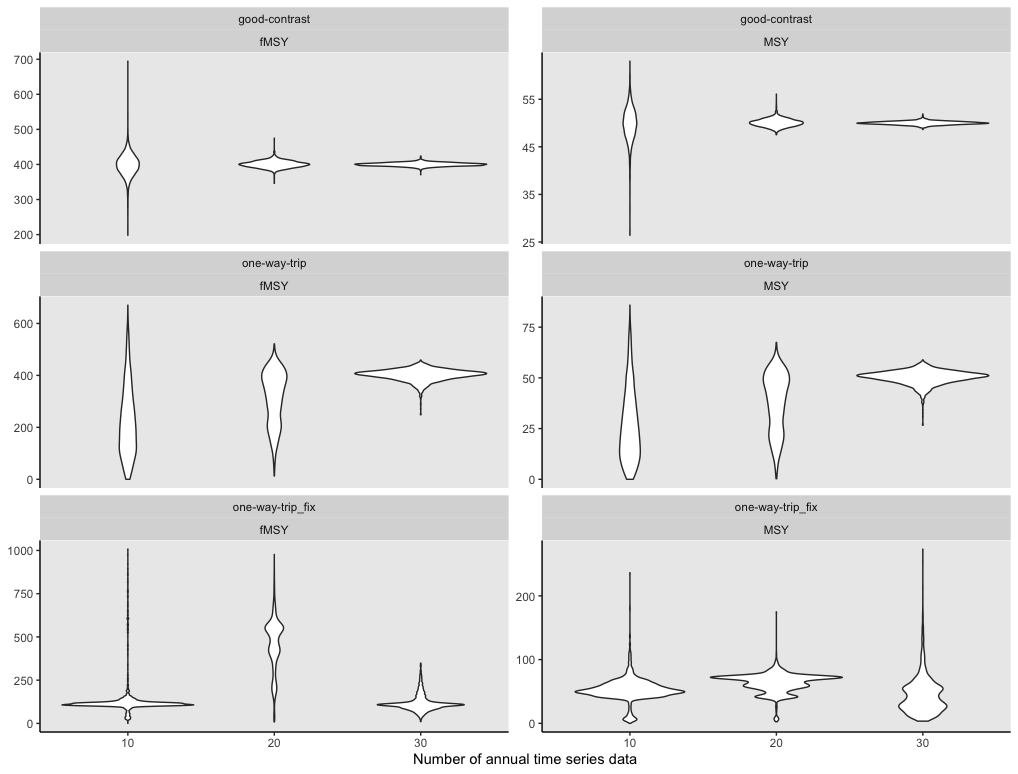 good-contrast
fMSY
700
600
500
400
300
200
good-contrast
MSY
55
45
35
25
one-way-trip
fMSY
600
400
200
0
one-way-trip
MSY
75
50
25
0
one-way-trip_fix
fMSY
1000
750
500
250
0
10 20 30
one-way-trip_fix
MSY
200
100
0
10 20 30
Number of annual time series data